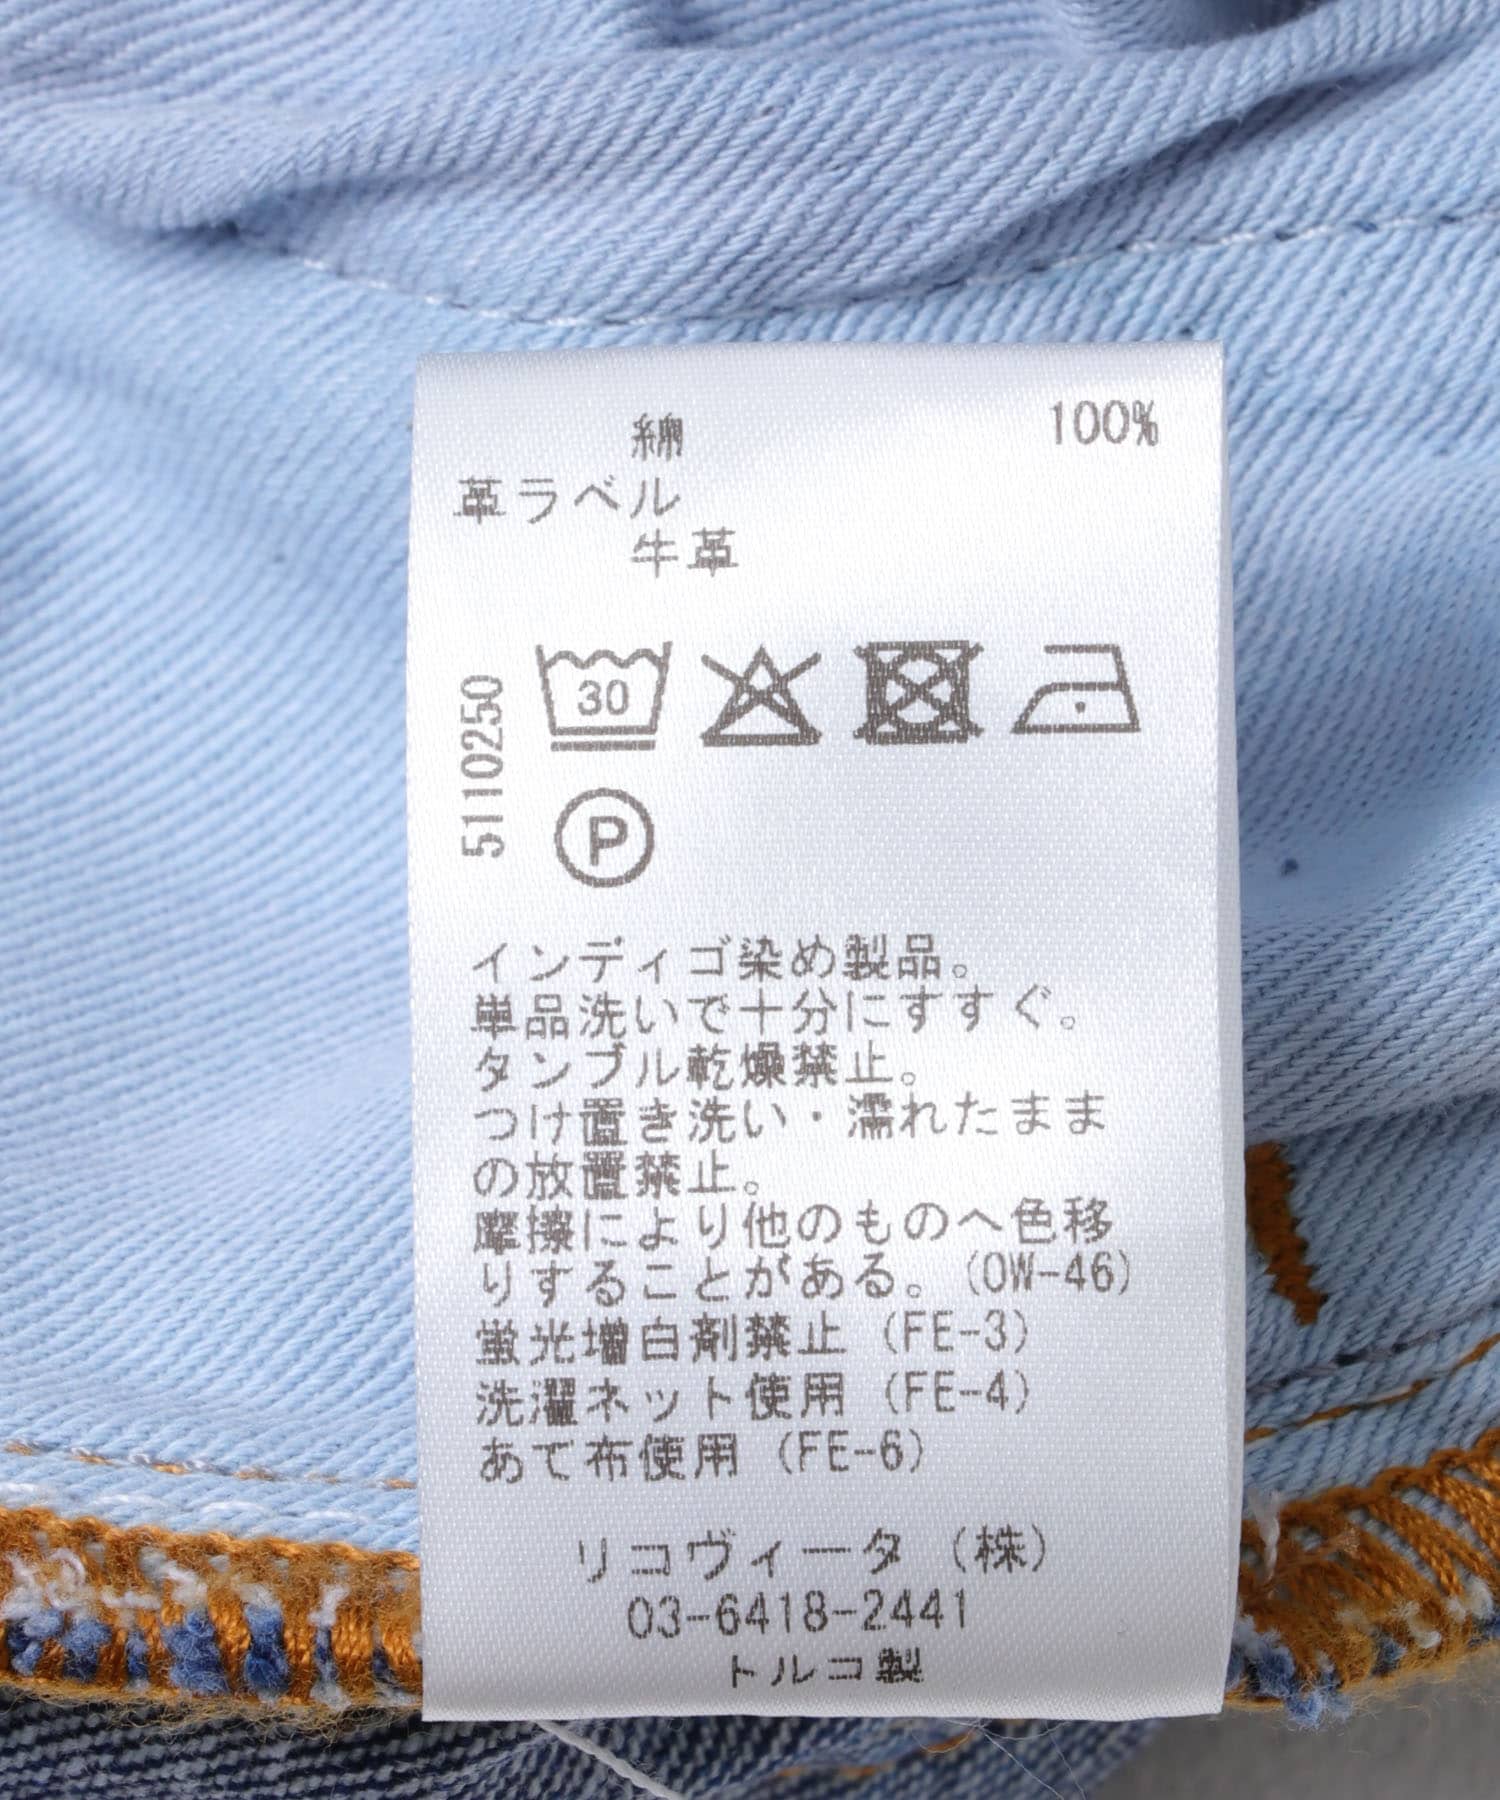 綿 100%
革ラベル
牛革
5110250
30
P
インディゴ染め製品。
単品洗いで十分にすすぐ。
タンブル乾燥禁止。
つけ置き洗い・濡れたまま
の放置禁止。
摩擦により他のものへ色移
りすることがある。(OW-46)
蛍光増白剤禁止(FE-3)
洗濯ネット使用(FE-4)
あて布使用(FE-6)
リコヴィータ(株)
03-6418-2441
トルコ製